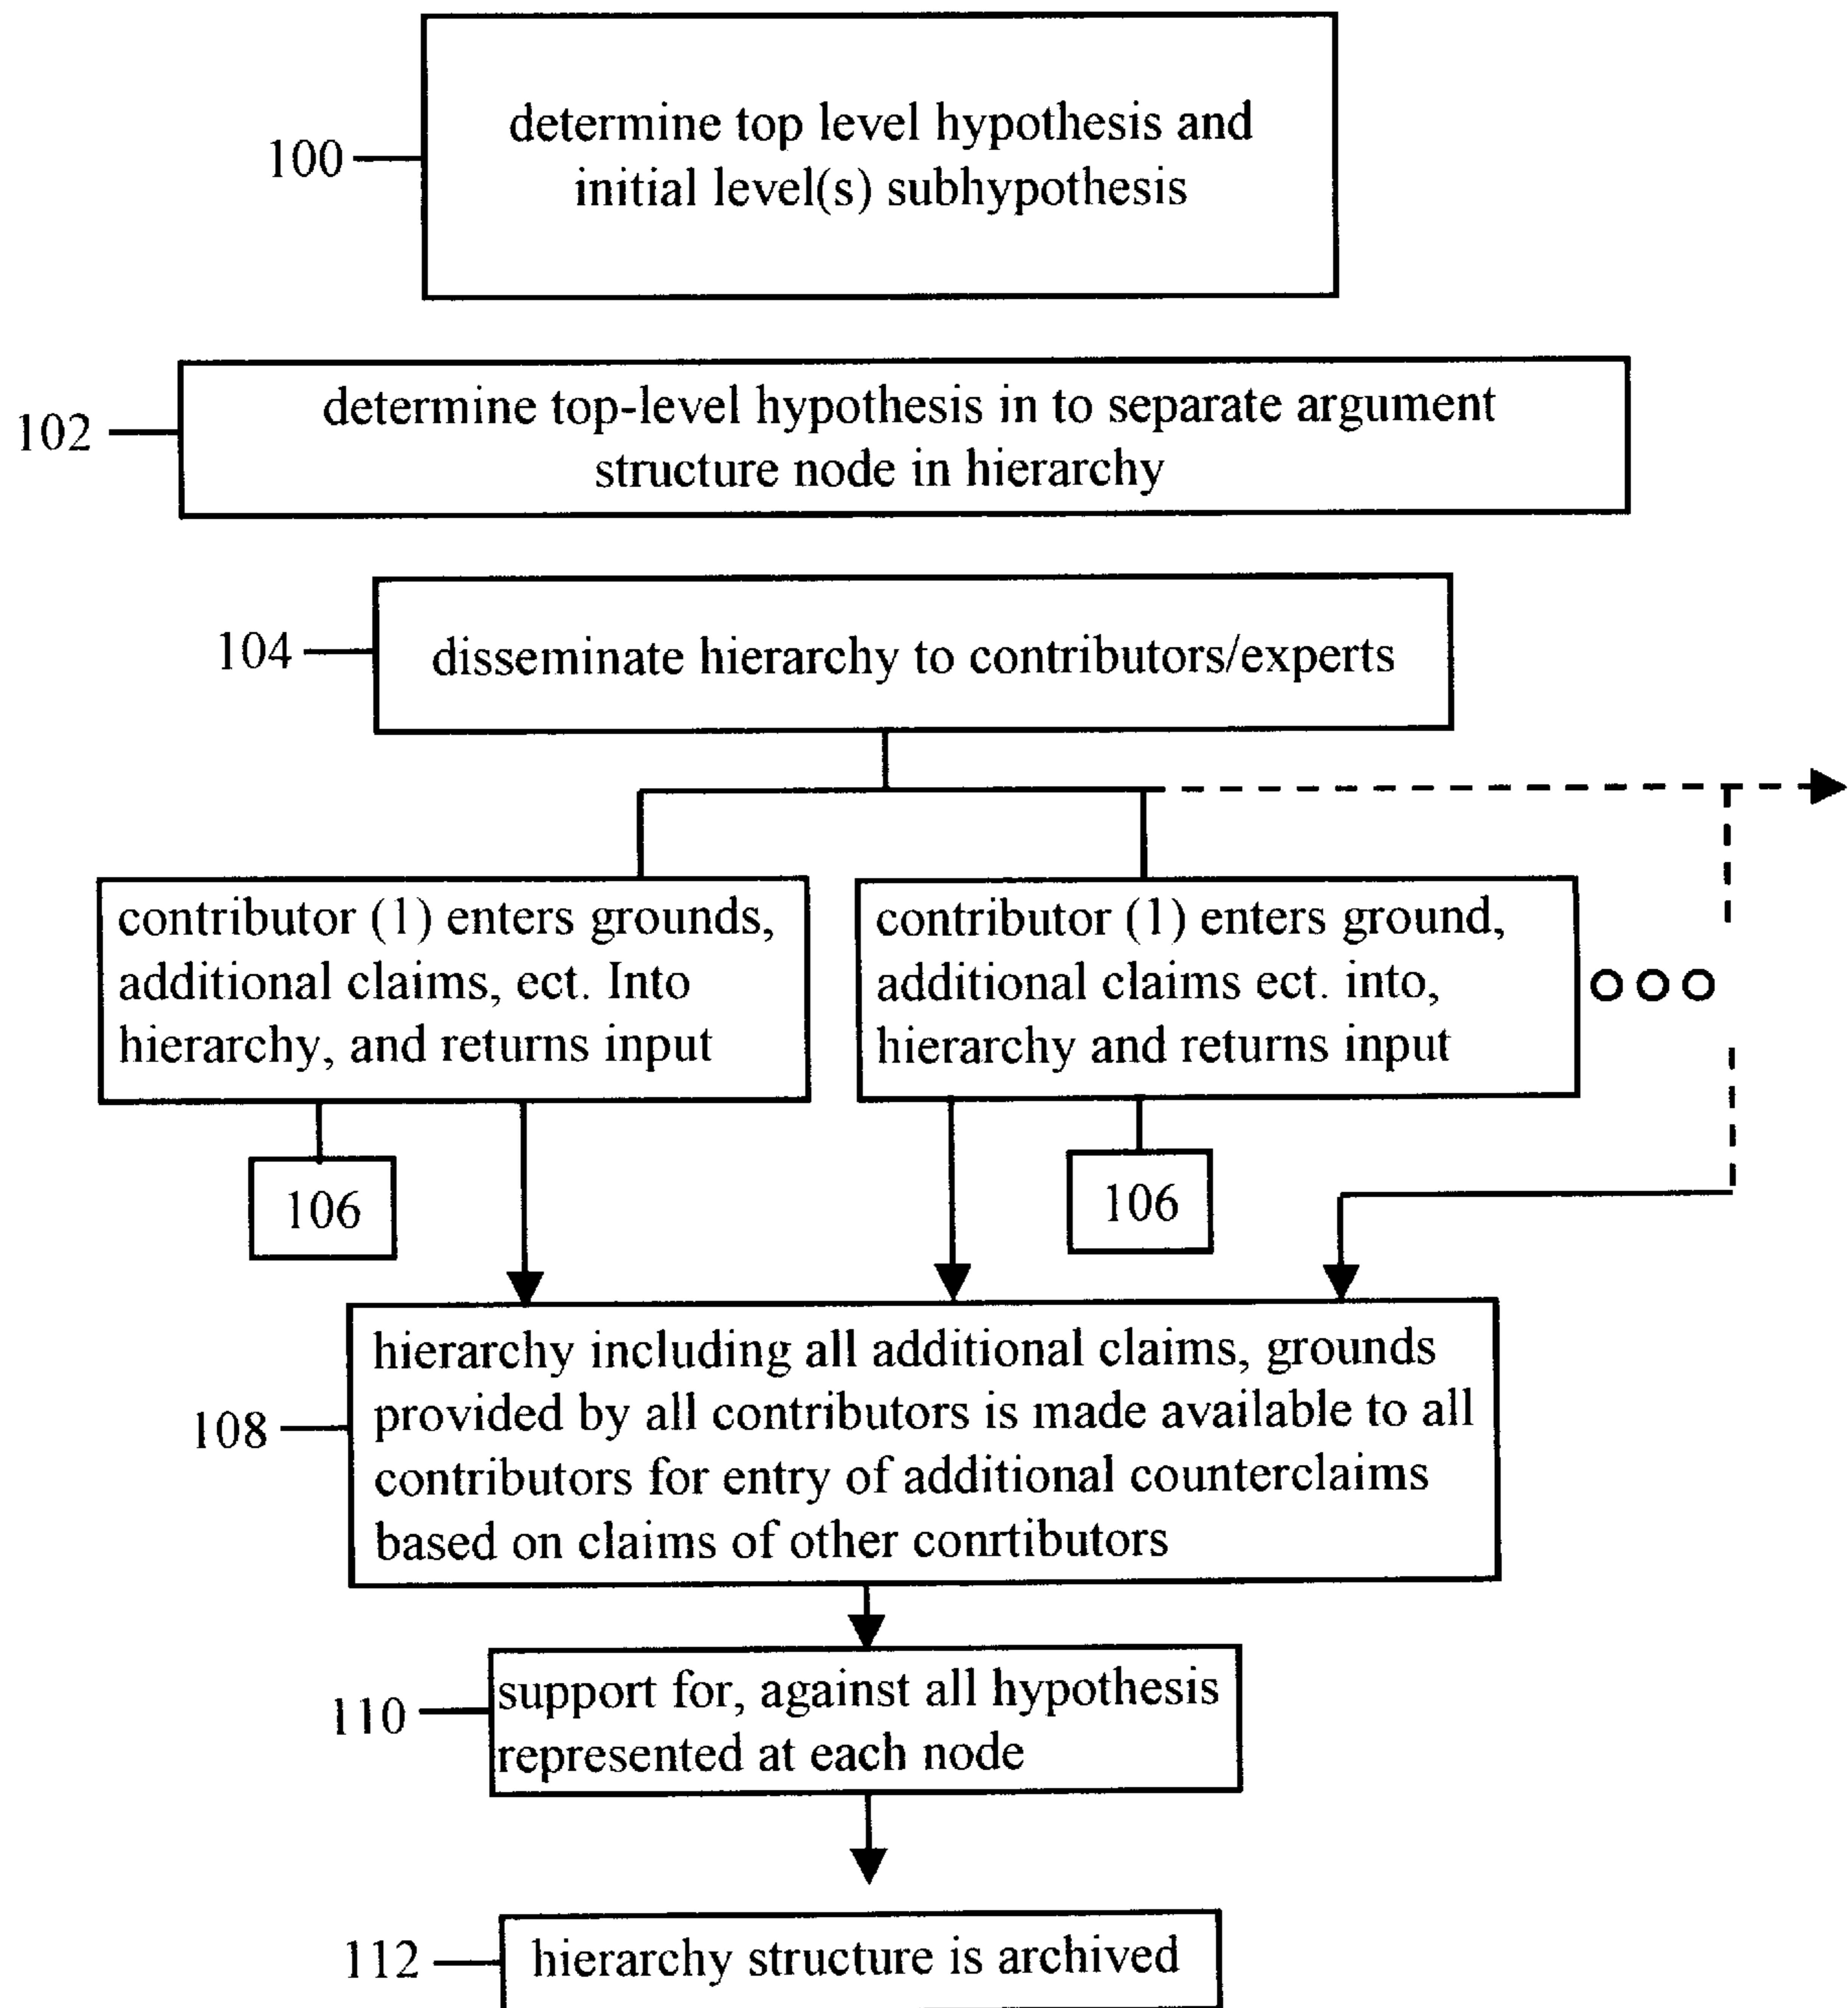 determine top level hypothesis and
100
initial level(s) subhypothesis
determine top-level hypothesis in to separate argument
102
structure node in hierarchy
104
disseminate hierarchy to contributors/experts
contributor (1) enters grounds,
additional claims, ect. Into
hierarchy, and returns input
contributor (1) enters ground,
additional claims ect. into,
hierarchy and returns input
106
106
hierarchy including all additional claims, grounds
provided by all contributors is made available to all
108
contributors for entry of additional counterclaims
based on claims of other conrtibutors
support for, against all hypothesis
110
represented at each node
112
hierarchy structure is archived